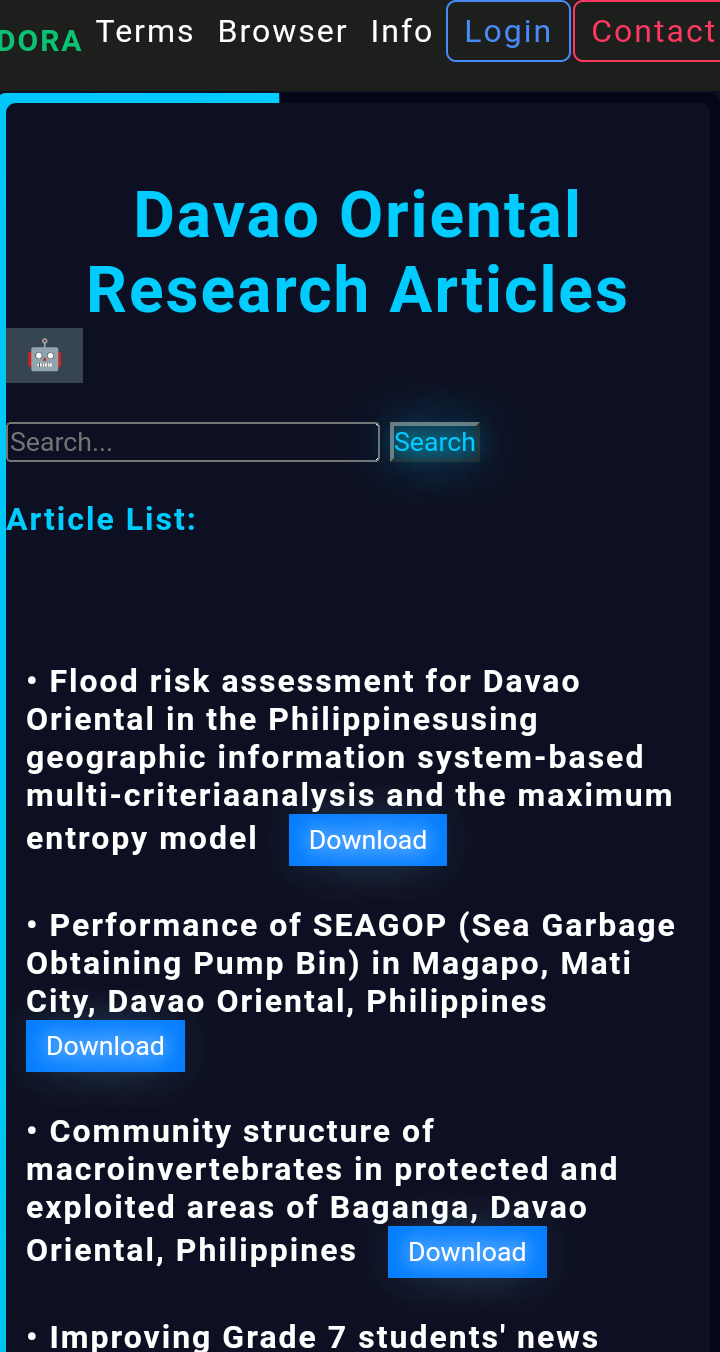 DORA Terms Browser Info Login Contact
Davao Oriental
Research Articles
Search... Search
Article List:
• Flood risk assessment for Davao
Oriental in the Philippinesusing
geographic information system-based
multi-criteriaanalysis and the maximum
entropy model Download
• Performance of SEAGOP (Sea Garbage
Obtaining Pump Bin) in Magapo, Mati
City, Davao Oriental, Philippines
Download
• Community structure of
macroinvertebrates in protected and
exploited areas of Baganga, Davao
Oriental, Philippines Download
• Improving Grade 7 students' news